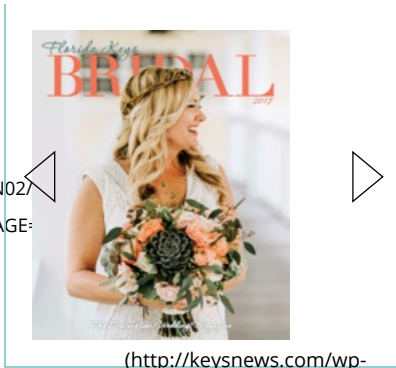 Florida Keys
BRIDAL
2017
N02/
AGE=
(http://keysnews.com/wp-